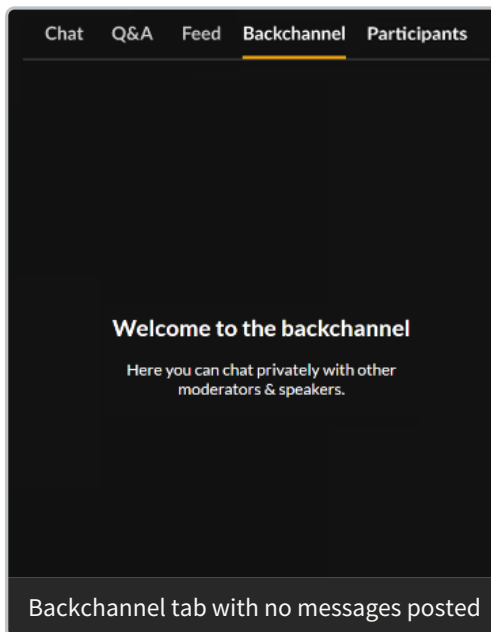 Chat Q&A Feed Backchannel Participants
Welcome to the backchannel
Here you can chat privately with other
moderators & speakers.
Backchannel tab with no messages posted